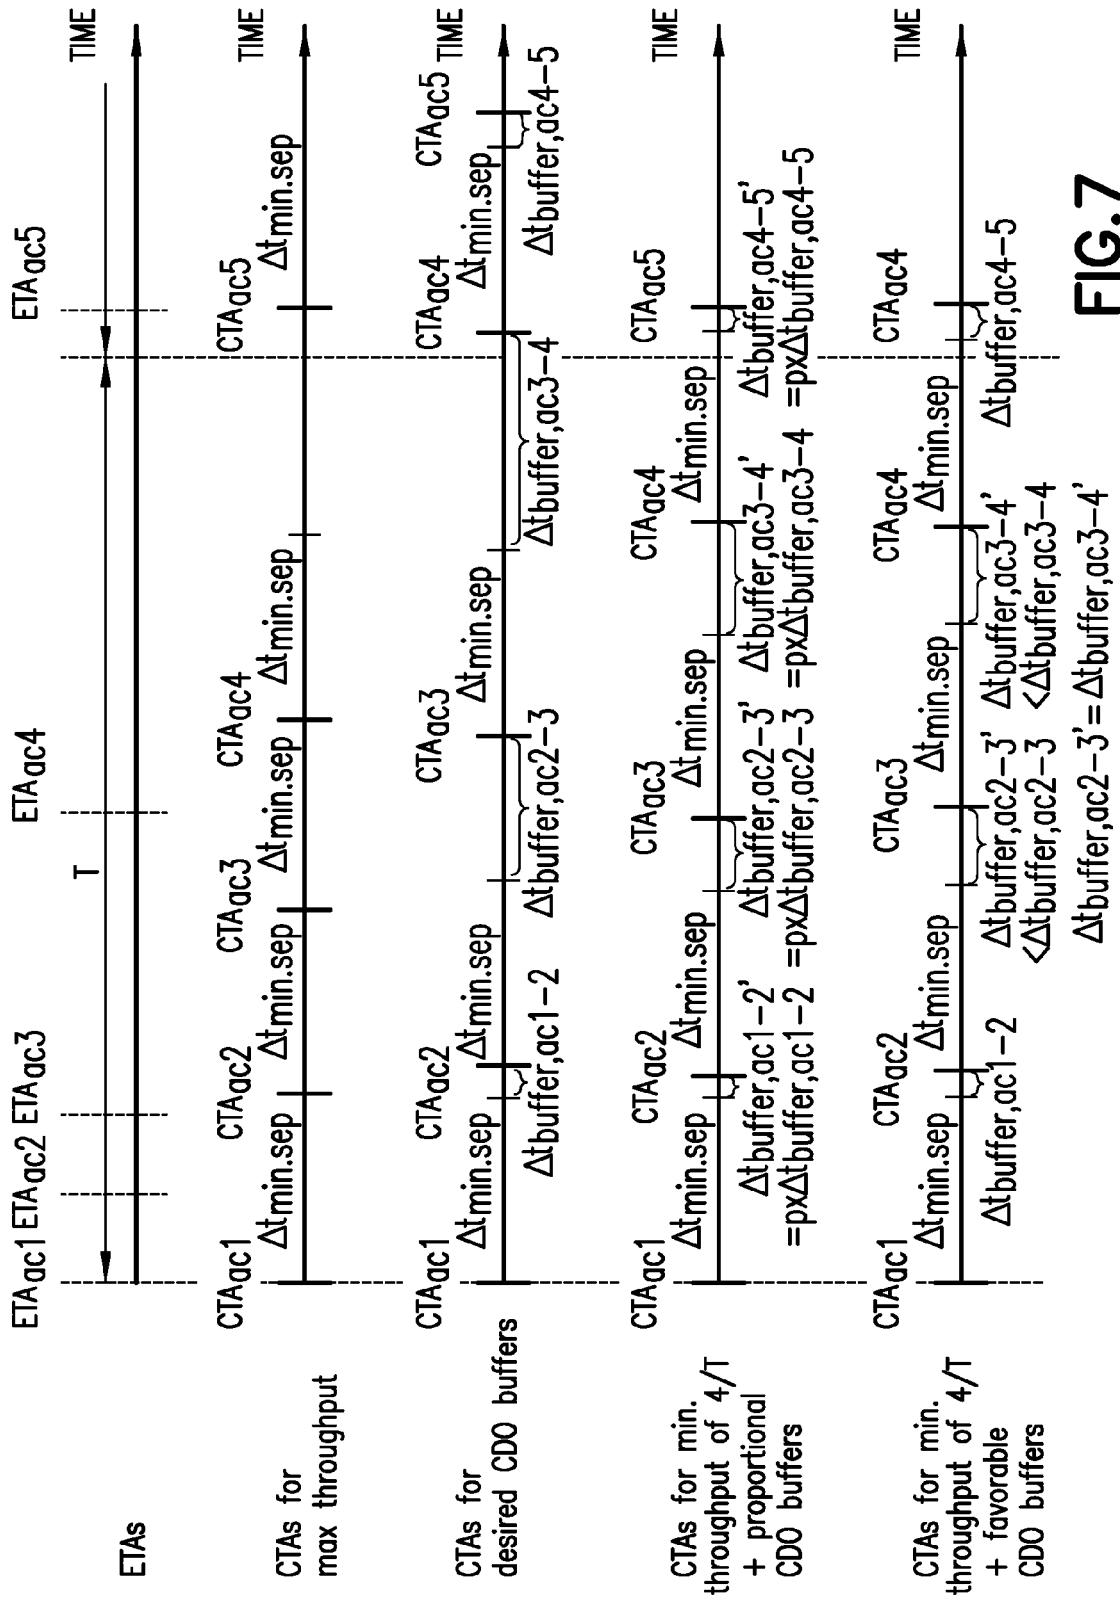 ETAs
ETAac1 ETAac2 ETAac3 ETAac4 ETAac5
T
TIME
CTAs for
max throughput
CTAac1 CTAac2 CTAac3 CTAac4 CTAac5
Δtmin.sep Δtmin.sep Δtmin.sep Δtmin.sep Δtmin.sep
TIME
CTAs for
desired CDO buffers
CTAac1 CTAac2 CTAac3 CTAac4 CTAac5
Δtmin.sep Δtmin.sep Δtmin.sep Δtmin.sep
TIME
Δtbuffer,ac1-2 Δtbuffer,ac2-3 Δtbuffer,ac3-4 Δtbuffer,ac4-5
CTAs for min.
throughput of 4/T
+ proportional
CDO buffers
CTAac1 CTAac2 CTAac3 CTAac4 CTAac5
Δtmin.sep Δtmin.sep Δtmin.sep Δtmin.sep
TIME
Δtbuffer,ac1-2' Δtbuffer,ac2-3' Δtbuffer,ac3-4' Δtbuffer,ac4-5'
=pxΔtbuffer,ac1-2 =pxΔtbuffer,ac2-3 =pxΔtbuffer,ac3-4 =pxΔtbuffer,ac4-5
CTAs for min.
throughput of 4/T
+ favorable
CDO buffers
CTAac1 CTAac2 CTAac3 CTAac4 CTAac4
Δtmin.sep Δtmin.sep Δtmin.sep Δtmin.sep
TIME
Δtbuffer,ac1-2 Δtbuffer,ac2-3' Δtbuffer,ac3-4' Δtbuffer,ac4-5
<Δtbuffer,ac2-3 <Δtbuffer,ac3-4
Δtbuffer,ac2-3'=Δtbuffer,ac3-4'
FIG.7